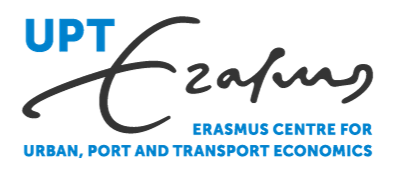 UPT
Erasmus
ERASMUS CENTRE FOR
URBAN, PORT AND TRANSPORT ECONOMICS